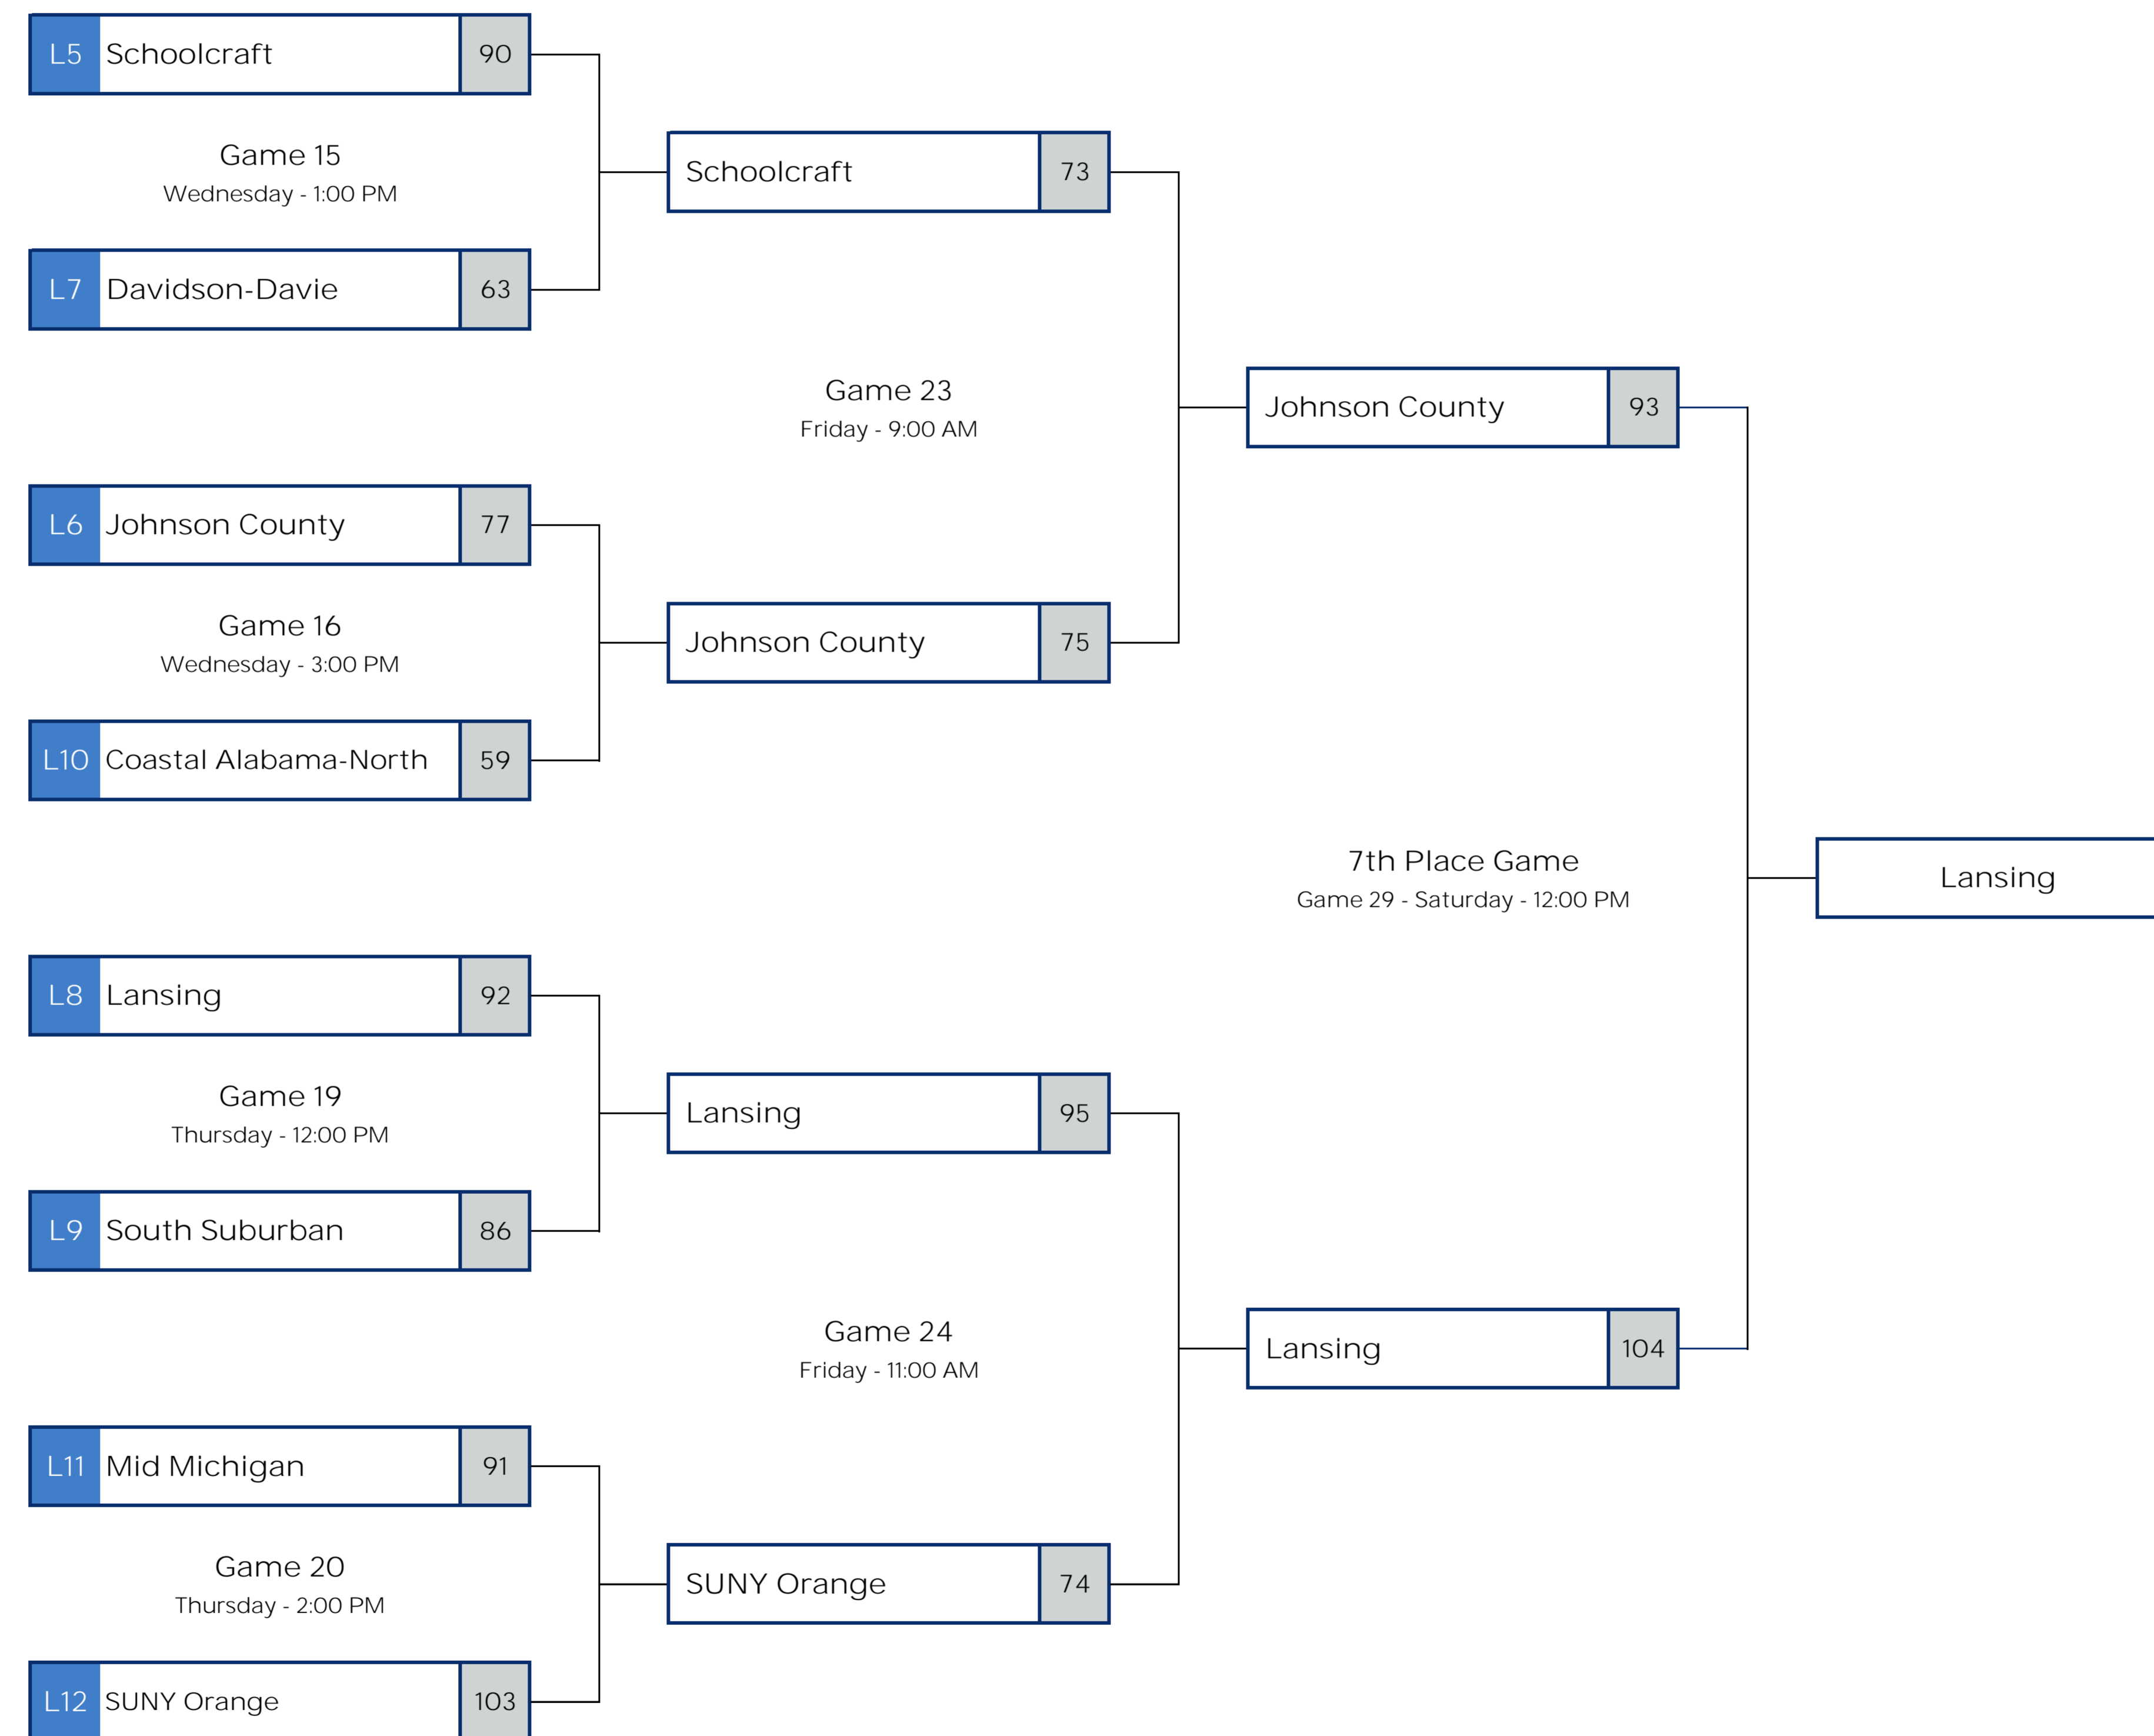 L5 Schoolcraft 90
Game 15
Wednesday - 1:00 PM
L7 Davidson-Davie 63
Schoolcraft 73
Game 23
Friday - 9:00 AM
L6 Johnson County 77
Game 16
Wednesday - 3:00 PM
L10 Coastal Alabama-North 59
Johnson County 75
Johnson County 93
7th Place Game
Game 29 - Saturday - 12:00 PM
Lansing
L8 Lansing 92
Game 19
Thursday - 12:00 PM
L9 South Suburban 86
Lansing 95
Game 24
Friday - 11:00 AM
Lansing 104
L11 Mid Michigan 91
Game 20
Thursday - 2:00 PM
L12 SUNY Orange 103
SUNY Orange 74